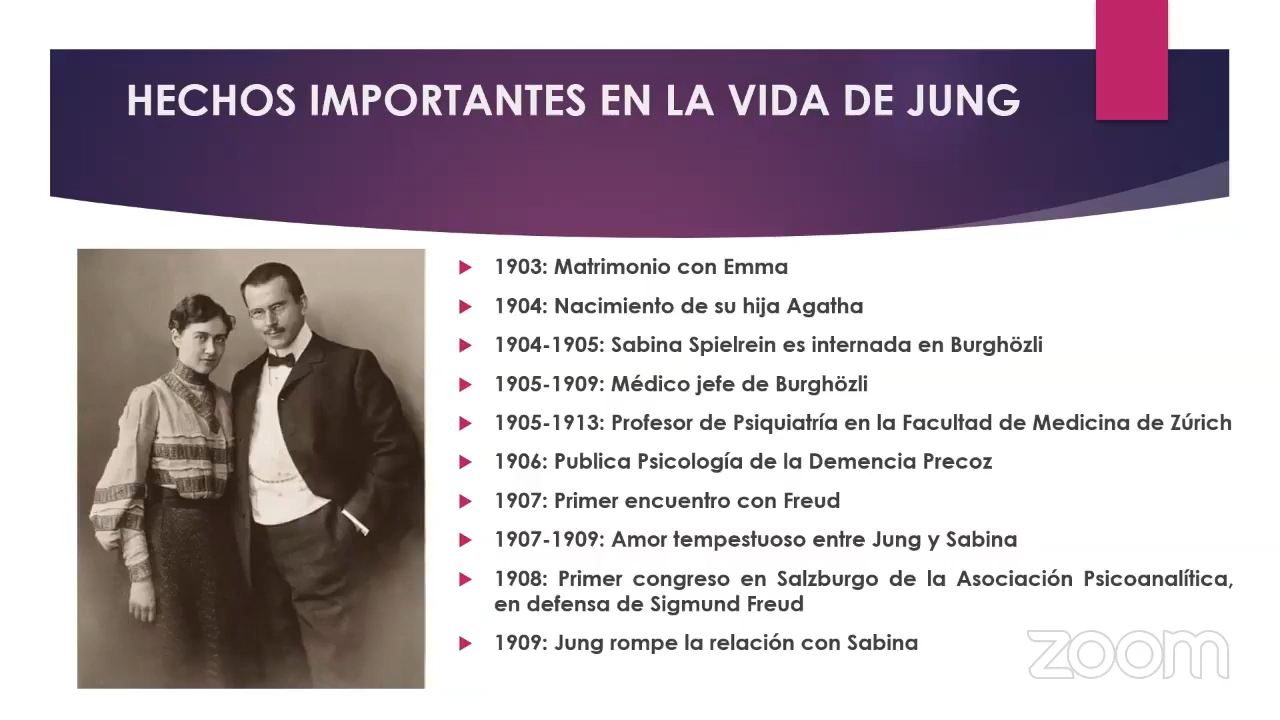 HECHOS IMPORTANTES EN LA VIDA DE JUNG
1903: Matrimonio con Emma
1904: Nacimiento de su hija Agatha
1904-1905: Sabina Spielrein es internada en Burghözli
1905-1909: Médico jefe de Burghözli
1905-1913: Profesor de Psiquiatría en la Facultad de Medicina de Zúrich
1906: Publica Psicología de la Demencia Precoz
1907: Primer encuentro con Freud
1907-1909: Amor tempestuoso entre Jung y Sabina
1908: Primer congreso en Salzburgo de la Asociación Psicoanalítica,
en defensa de Sigmund Freud
1909: Jung rompe la relación con Sabina
zoom